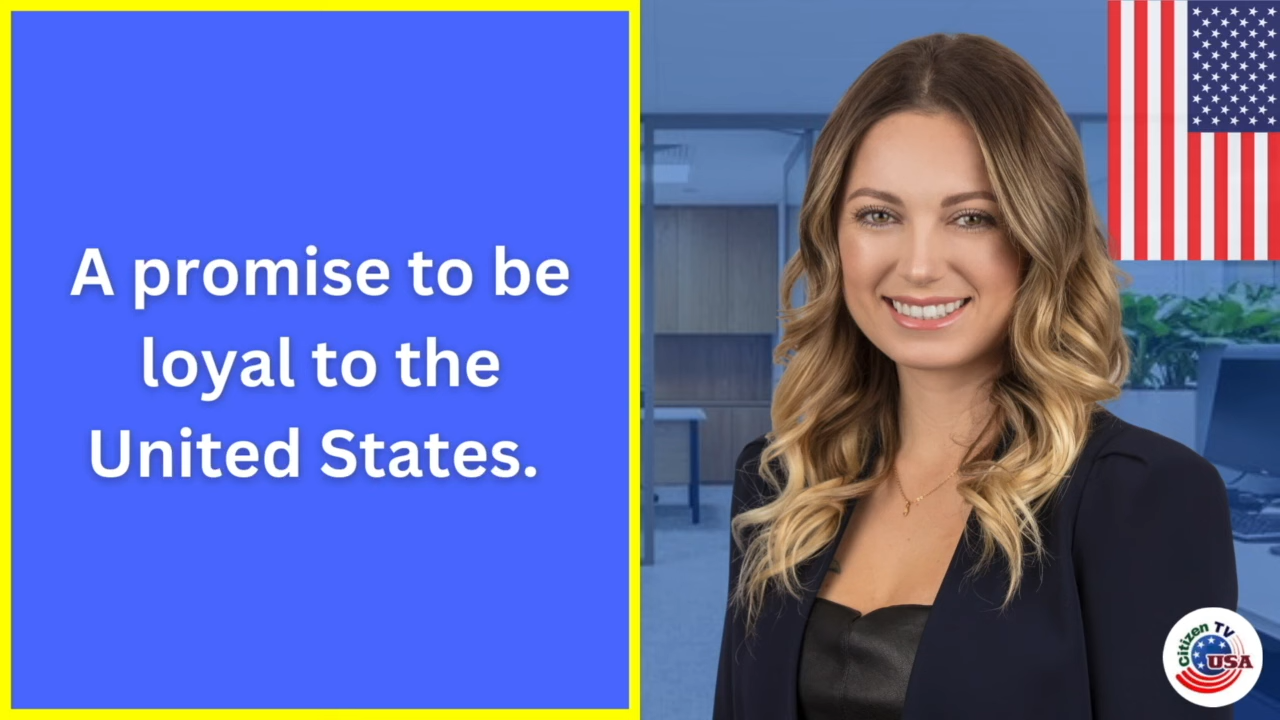 A promise to be
loyal to the
United States.
Citizen TV
USA